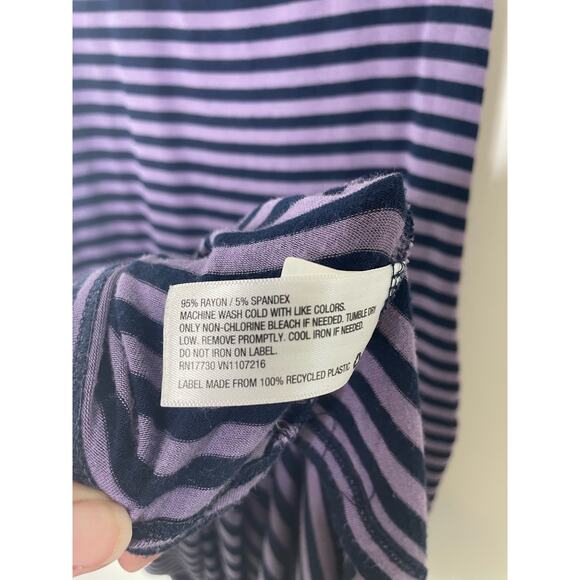 95% RAYON / 5% SPANDEX
MACHINE WASH COLD WITH LIKE COLORS.
ONLY NON-CHLORINE BLEACH IF NEEDED. TUMBLE DRY
LOW. REMOVE PROMPTLY. COOL IRON IF NEEDED.
DO NOT IRON ON LABEL.
RN17730 VN1107216
LABEL MADE FROM 100% RECYCLED PLASTIC.